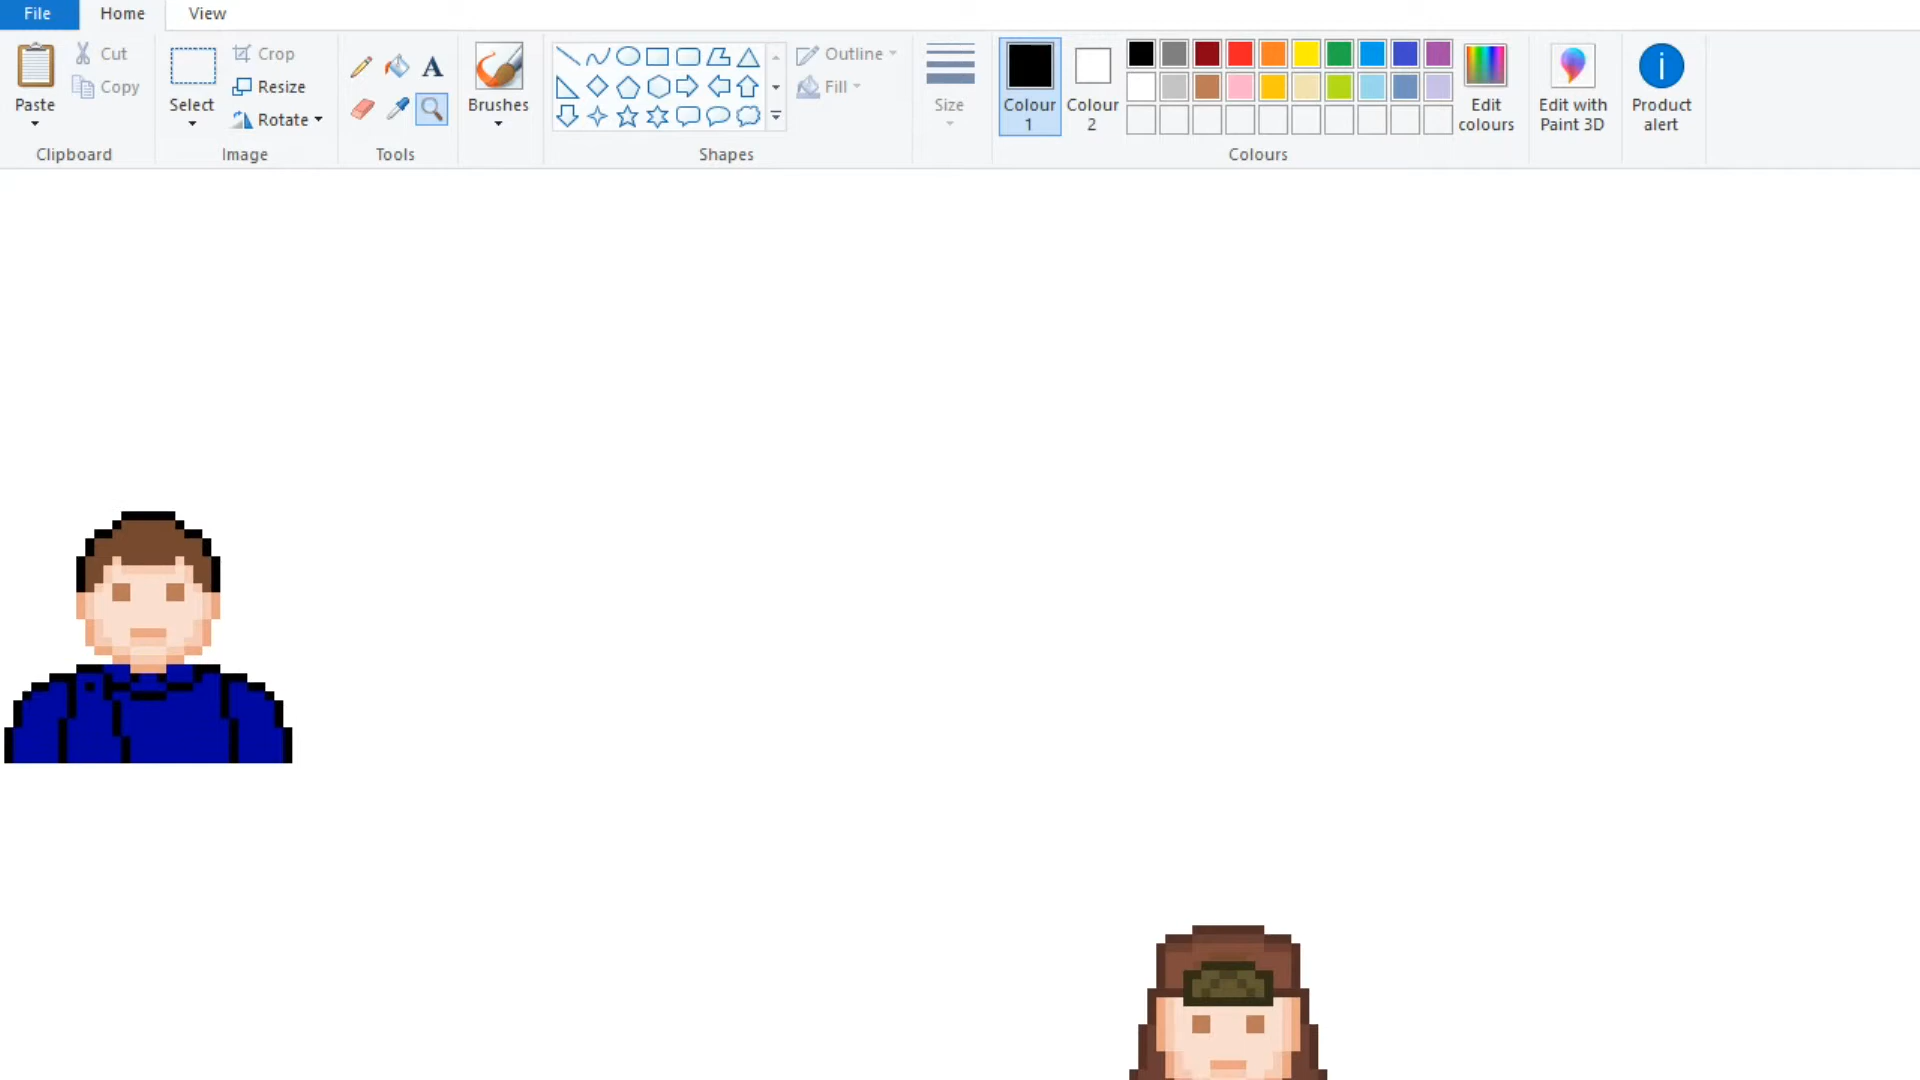 File Home View
Paste
Cut
Copy
Clipboard
Select
Crop
Resize
Rotate
Image
A
Tools
Brushes
Shapes
Outline
Fill
Size
Colour 1
Colour 2
Colours
Edit colours
Edit with Paint 3D
i
Product alert